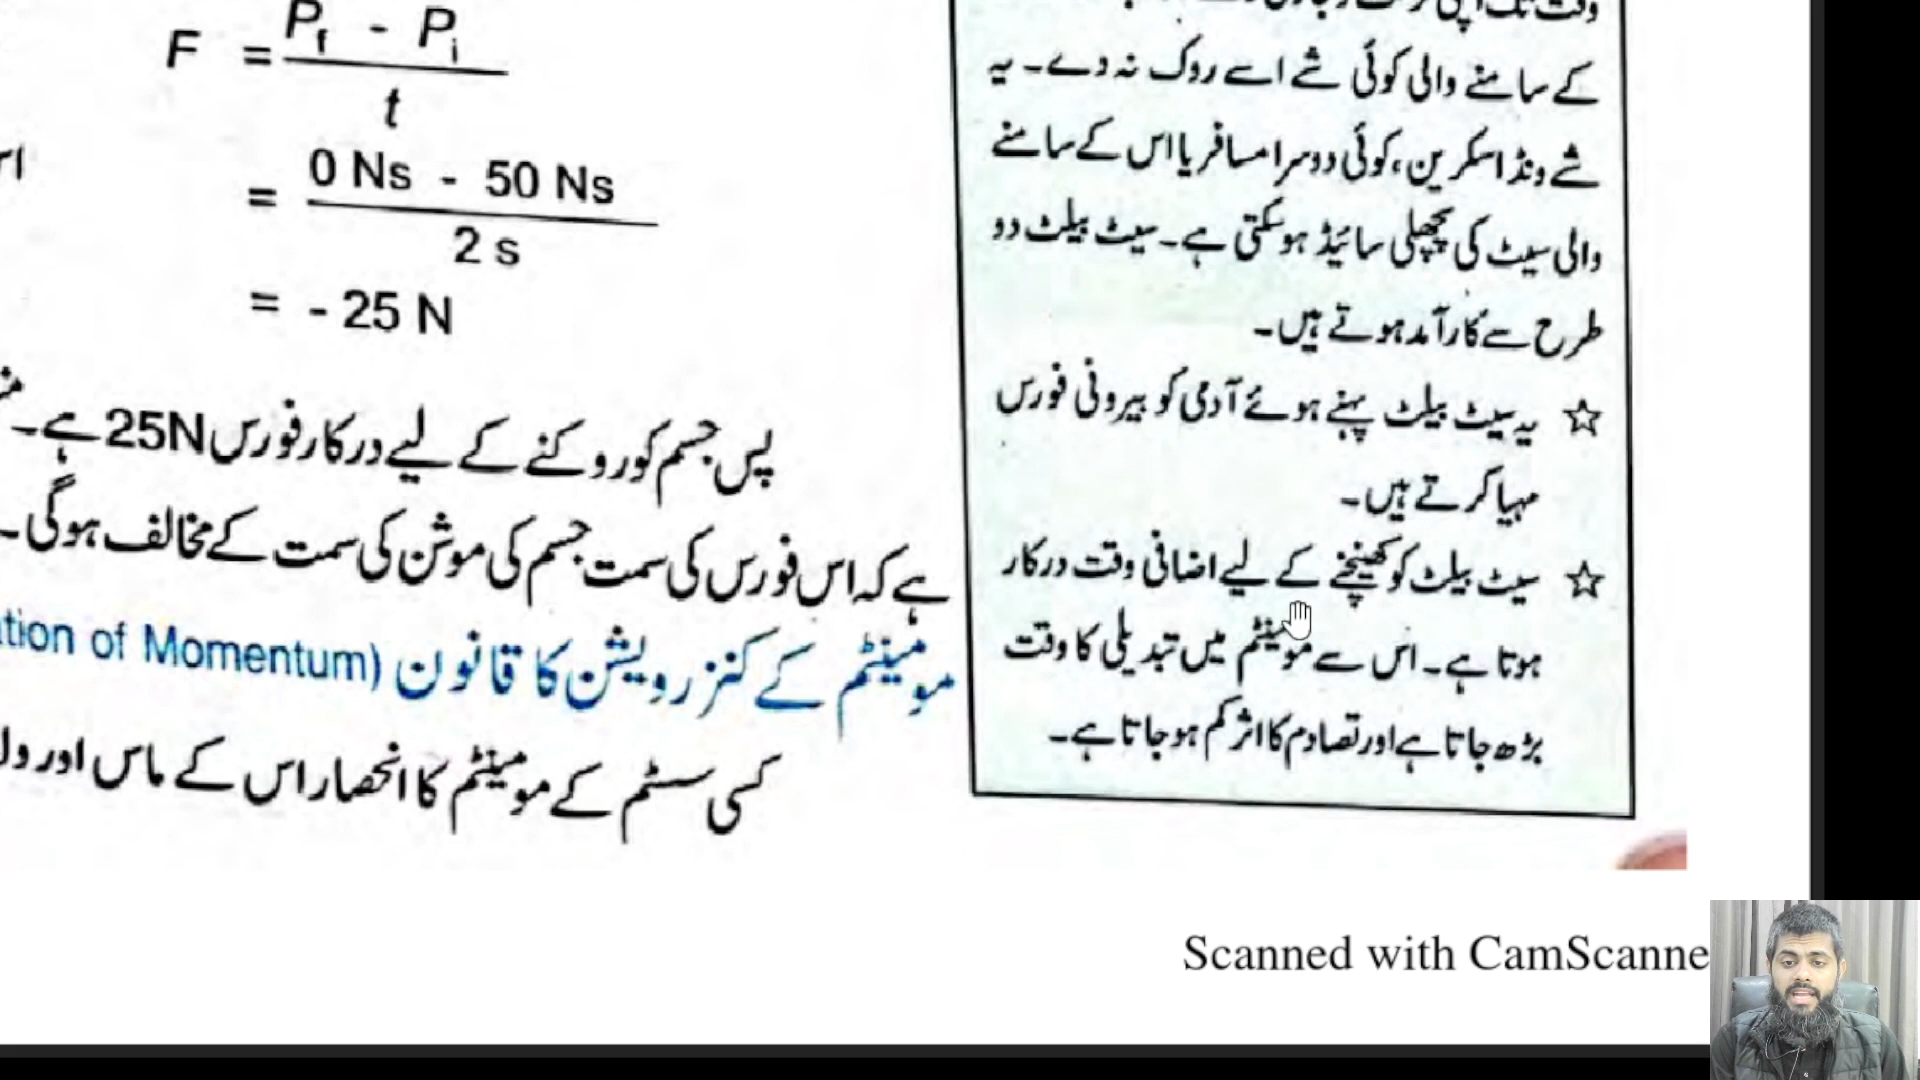 F = Pf - Pi
t
= 0 Ns - 50 Ns
2 s
= - 25 N
پس جسم کو روکنے کے لیے درکار فورس 25N ہے۔
ہے کہ اس فورس کی سمت جسم کی موشن کی سمت کے مخالف ہوگی۔
مومینٹم کے کنزرویشن کا قانون (tion of Momentum)
کسی سسٹم کے مومینٹم کا انحصار اس کے ماس اور
کے سامنے والی کوئی شے اسے روک نہ دے۔ یہ
شے ونڈ اسکرین، کوئی دوسرا مسافر یا اس کے سامنے
والی سیٹ کی پچھلی سائیڈ ہو سکتی ہے۔ سیٹ بیلٹ دو
طرح سے کارآمد ہوتے ہیں۔
☆ یہ سیٹ بیلٹ پہنے ہوئے آدمی کو بیرونی فورس
مہیا کرتے ہیں۔
☆ سیٹ بیلٹ کو کھینچنے کے لیے اضافی وقت درکار
ہوتا ہے۔ اس سے مومینٹم میں تبدیلی کا وقت
بڑھ جاتا ہے اور تصادم کا اثر کم ہو جاتا ہے۔
Scanned with CamScanne